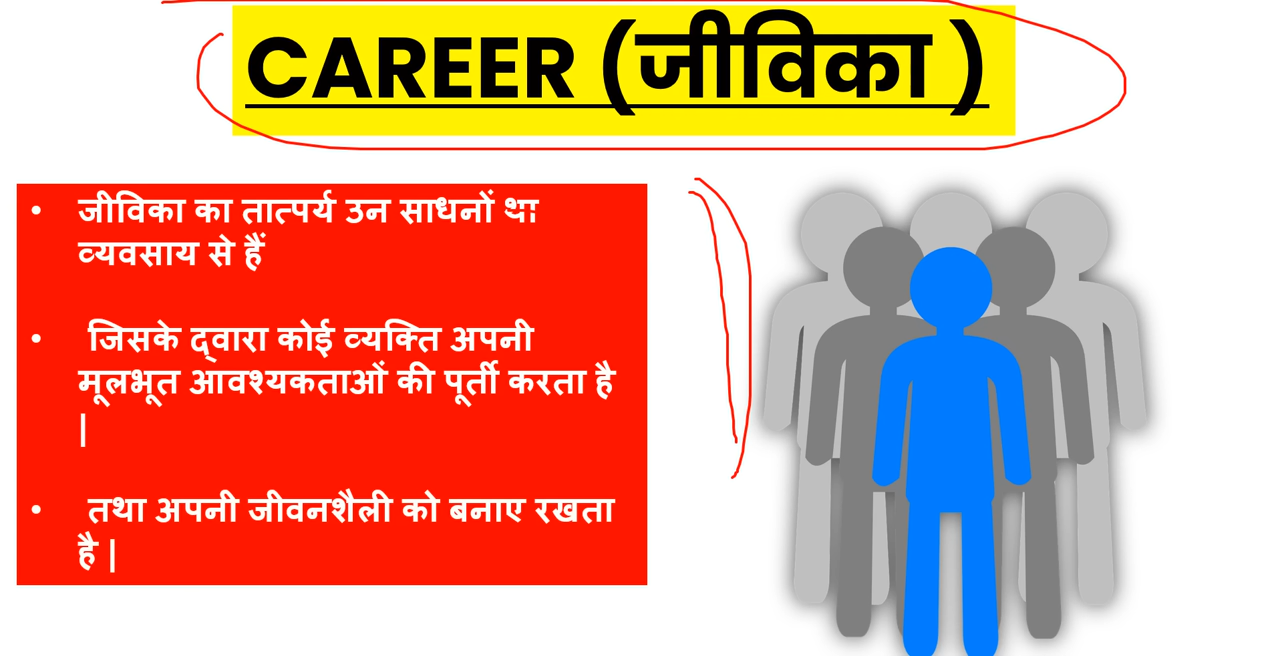 CAREER (जीविका )
• जीविका का तात्पर्य उन साधनों था
व्यवसाय से हैं
• जिसके द्वारा कोई व्यक्ति अपनी
मूलभूत आवश्यकताओं की पूर्ती करता है
|
• तथा अपनी जीवनशैली को बनाए रखता
है |